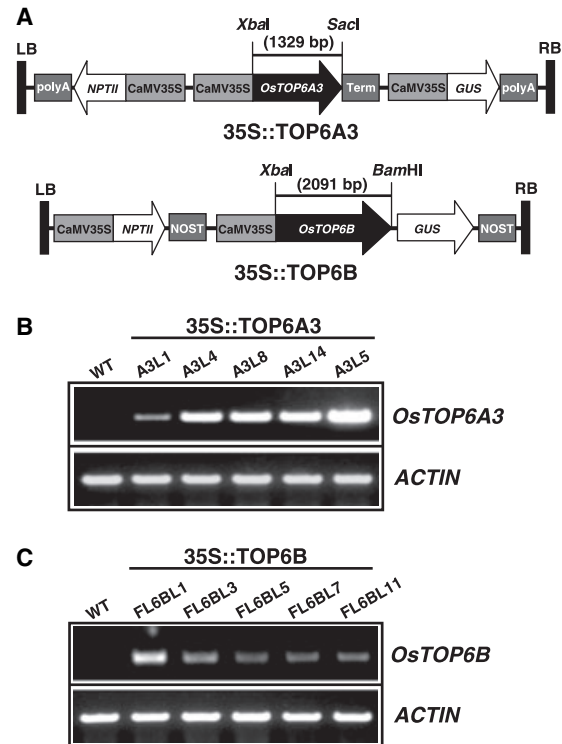 A
XbaI SacI
LB (1329 bp) RB
polyA NPTII CaMV35S CaMV35S OsTOP6A3 Term CaMV35S GUS polyA
35S::TOP6A3
XbaI BamHI
LB (2091 bp) RB
CaMV35S NPTII NOST CaMV35S OsTOP6B GUS NOST
35S::TOP6B
B
35S::TOP6A3
WT A3L1 A3L4 A3L8 A3L14 A3L5
OsTOP6A3
ACTIN
C
35S::TOP6B
WT FL6BL1 FL6BL3 FL6BL5 FL6BL7 FL6BL11
OsTOP6B
ACTIN